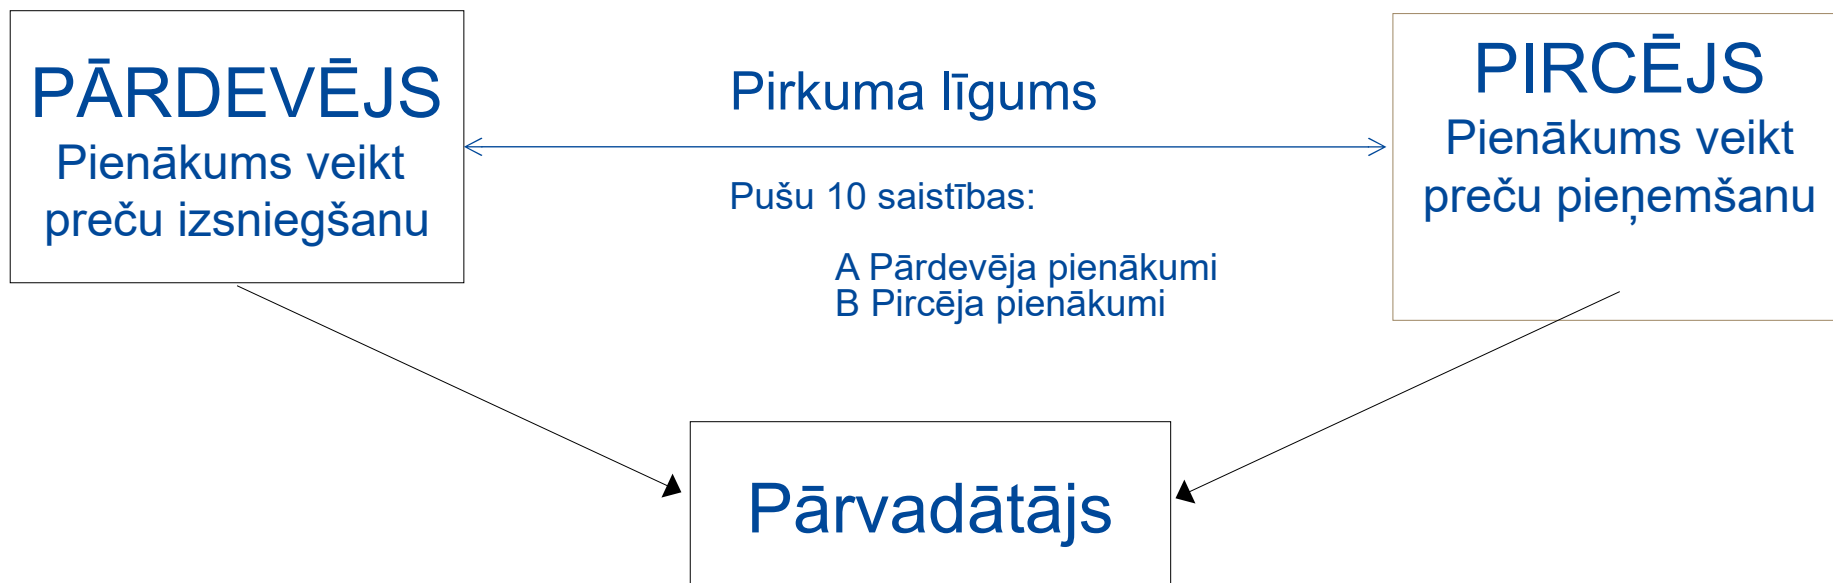 PĀRDEVĒJS
Pienākums veikt
preču izsniegšanu
Pirkuma līgums
Pušu 10 saistības:
A Pārdevēja pienākumi
B Pircēja pienākumi
PIRCĒJS
Pienākums veikt
preču pieņemšanu
Pārvadātājs